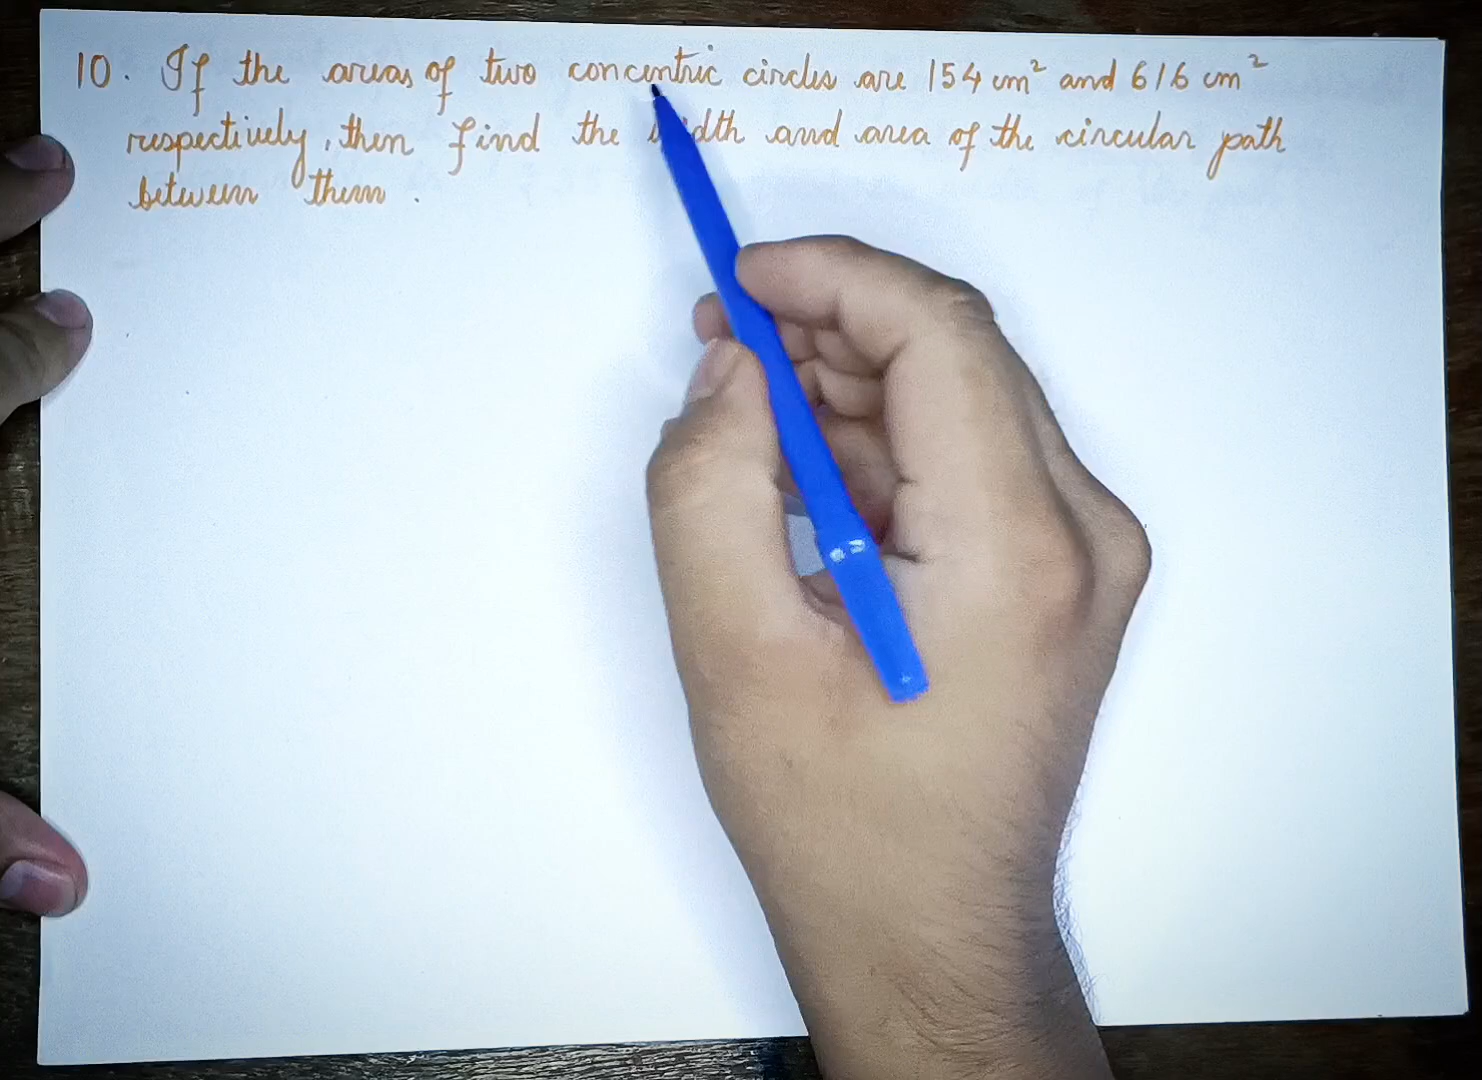 10. If the areas of two concentric circles are 154 cm² and 616 cm²
respectively, then find the width and area of the circular path
between them.